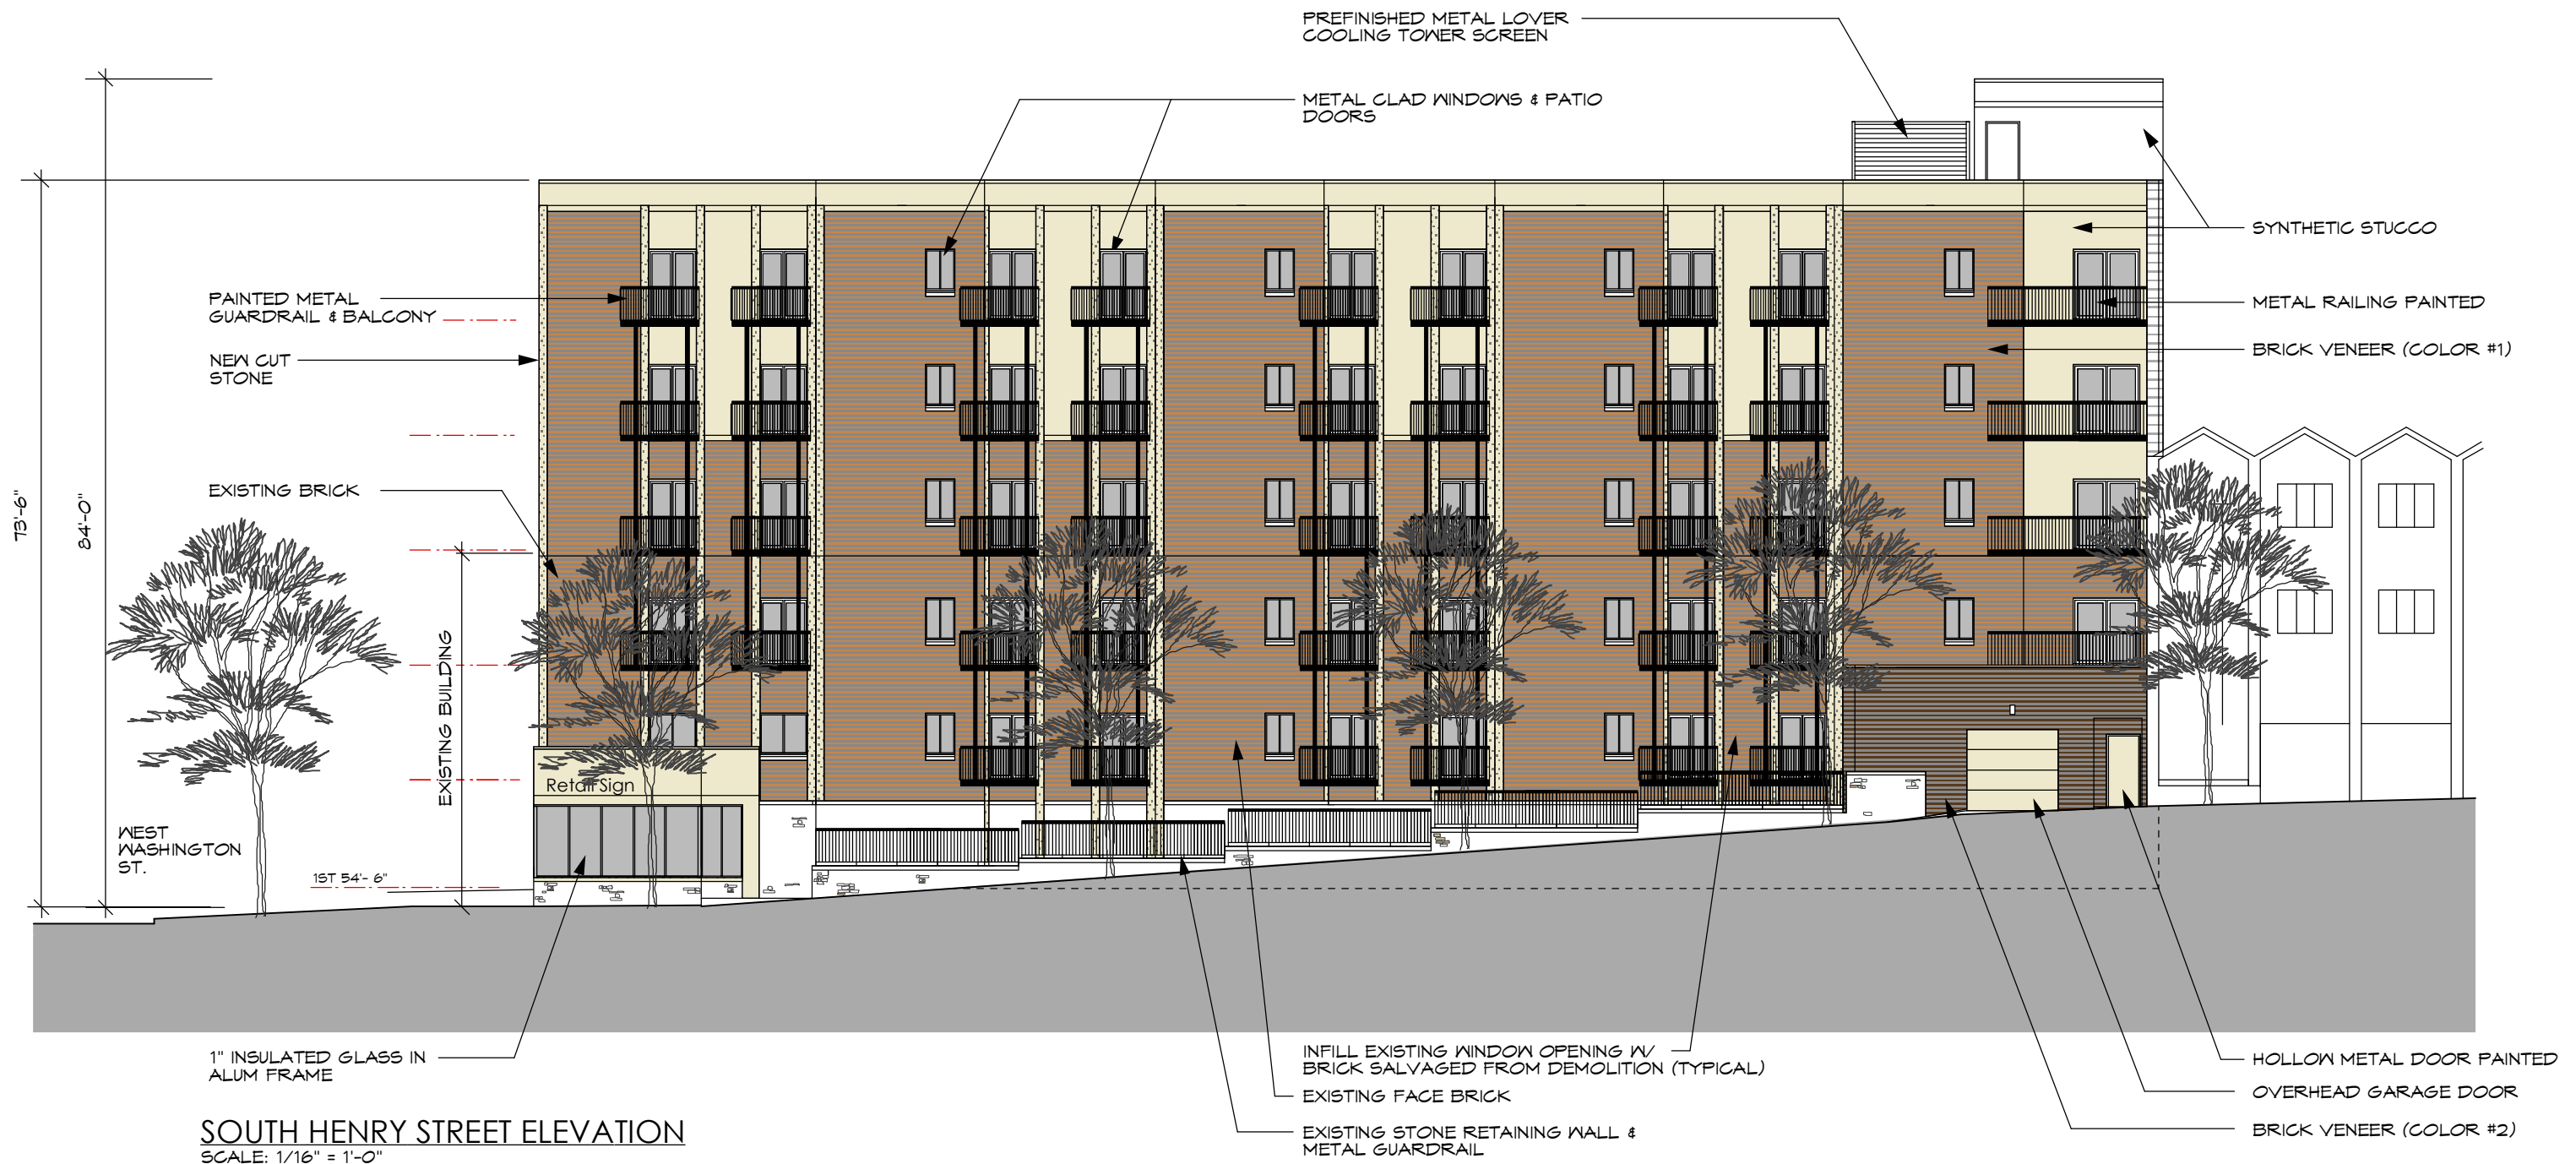 PREFINISHED METAL LOVER
COOLING TOWER SCREEN
METAL CLAD WINDOWS & PATIO
DOORS
SYNTHETIC STUCCO
PAINTED METAL
GUARDRAIL & BALCONY
METAL RAILING PAINTED
NEW CUT
STONE
BRICK VENEER (COLOR #1)
EXISTING BRICK
73'-6"
84'-0"
EXISTING BUILDING
Retail Sign
WEST
WASHINGTON
ST.
1ST 54'- 6"
1" INSULATED GLASS IN
ALUM FRAME
INFILL EXISTING WINDOW OPENING W/
BRICK SALVAGED FROM DEMOLITION (TYPICAL)
EXISTING FACE BRICK
EXISTING STONE RETAINING WALL &
METAL GUARDRAIL
HOLLOW METAL DOOR PAINTED
OVERHEAD GARAGE DOOR
BRICK VENEER (COLOR #2)
SOUTH HENRY STREET ELEVATION
SCALE: 1/16" = 1'-0"